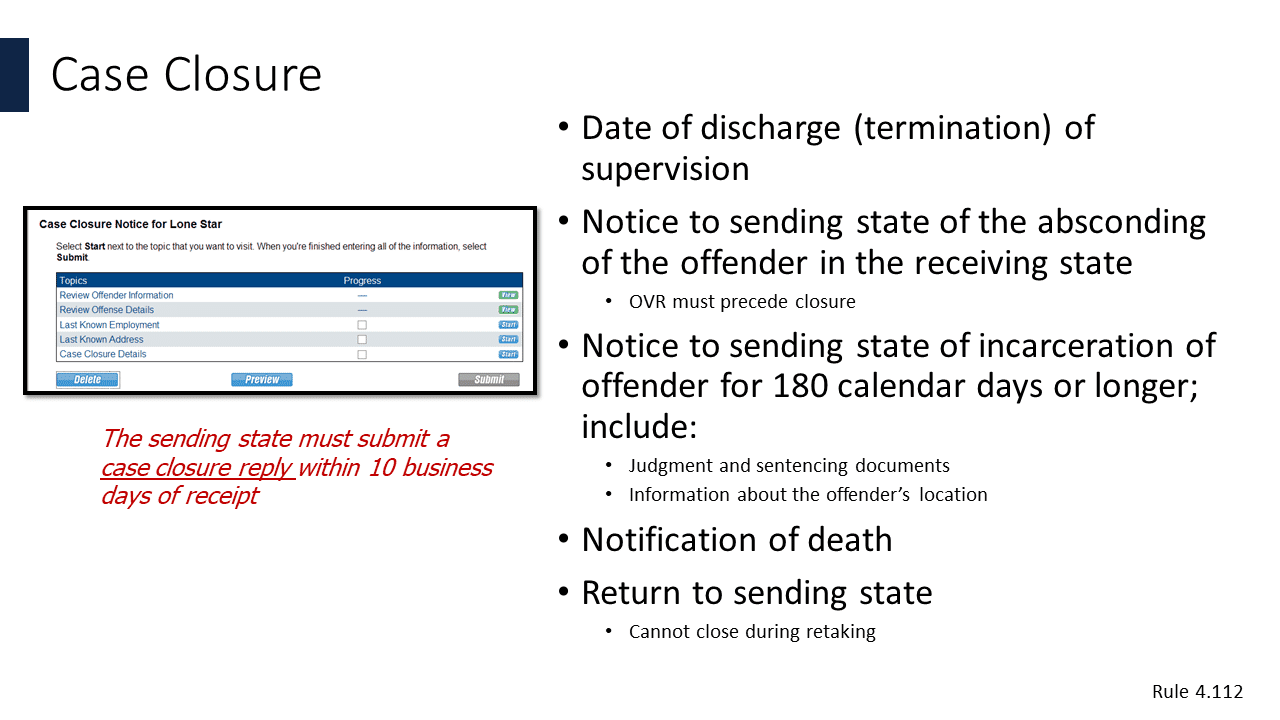 Case Closure
Case Closure Notice for Lone Star
Select Start next to the topic that you want to visit. When you're finished entering all of the information, select
Submit.
Topics Progress
Review Offender Information — View
Review Offense Details — View
Last Known Employment Start
Last Known Address Start
Case Closure Details Start
Delete Preview Submit
The sending state must submit a
case closure reply within 10 business
days of receipt
• Date of discharge (termination) of
supervision
• Notice to sending state of the absconding
of the offender in the receiving state
• OVR must precede closure
• Notice to sending state of incarceration of
offender for 180 calendar days or longer;
include:
• Judgment and sentencing documents
• Information about the offender’s location
• Notification of death
• Return to sending state
• Cannot close during retaking
Rule 4.112